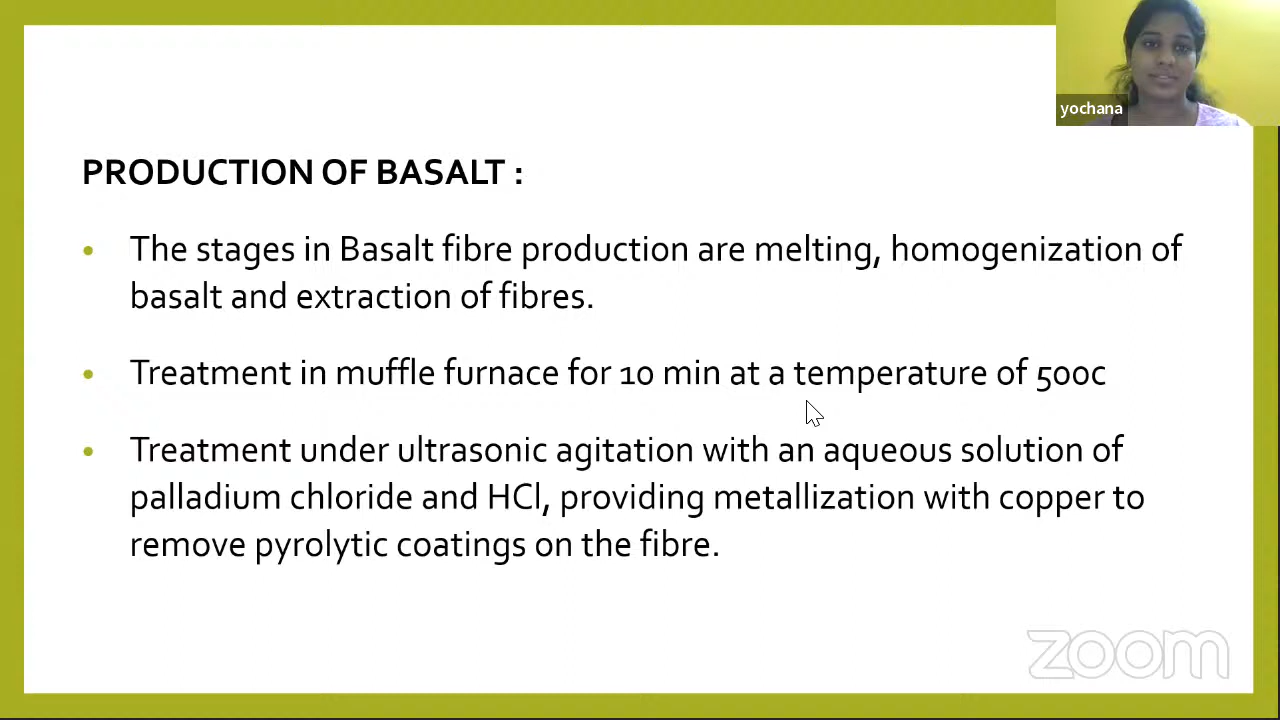 yochana
PRODUCTION OF BASALT :
• The stages in Basalt fibre production are melting, homogenization of
basalt and extraction of fibres.
• Treatment in muffle furnace for 10 min at a temperature of 500c
• Treatment under ultrasonic agitation with an aqueous solution of
palladium chloride and HCl, providing metallization with copper to
remove pyrolytic coatings on the fibre.
zoom